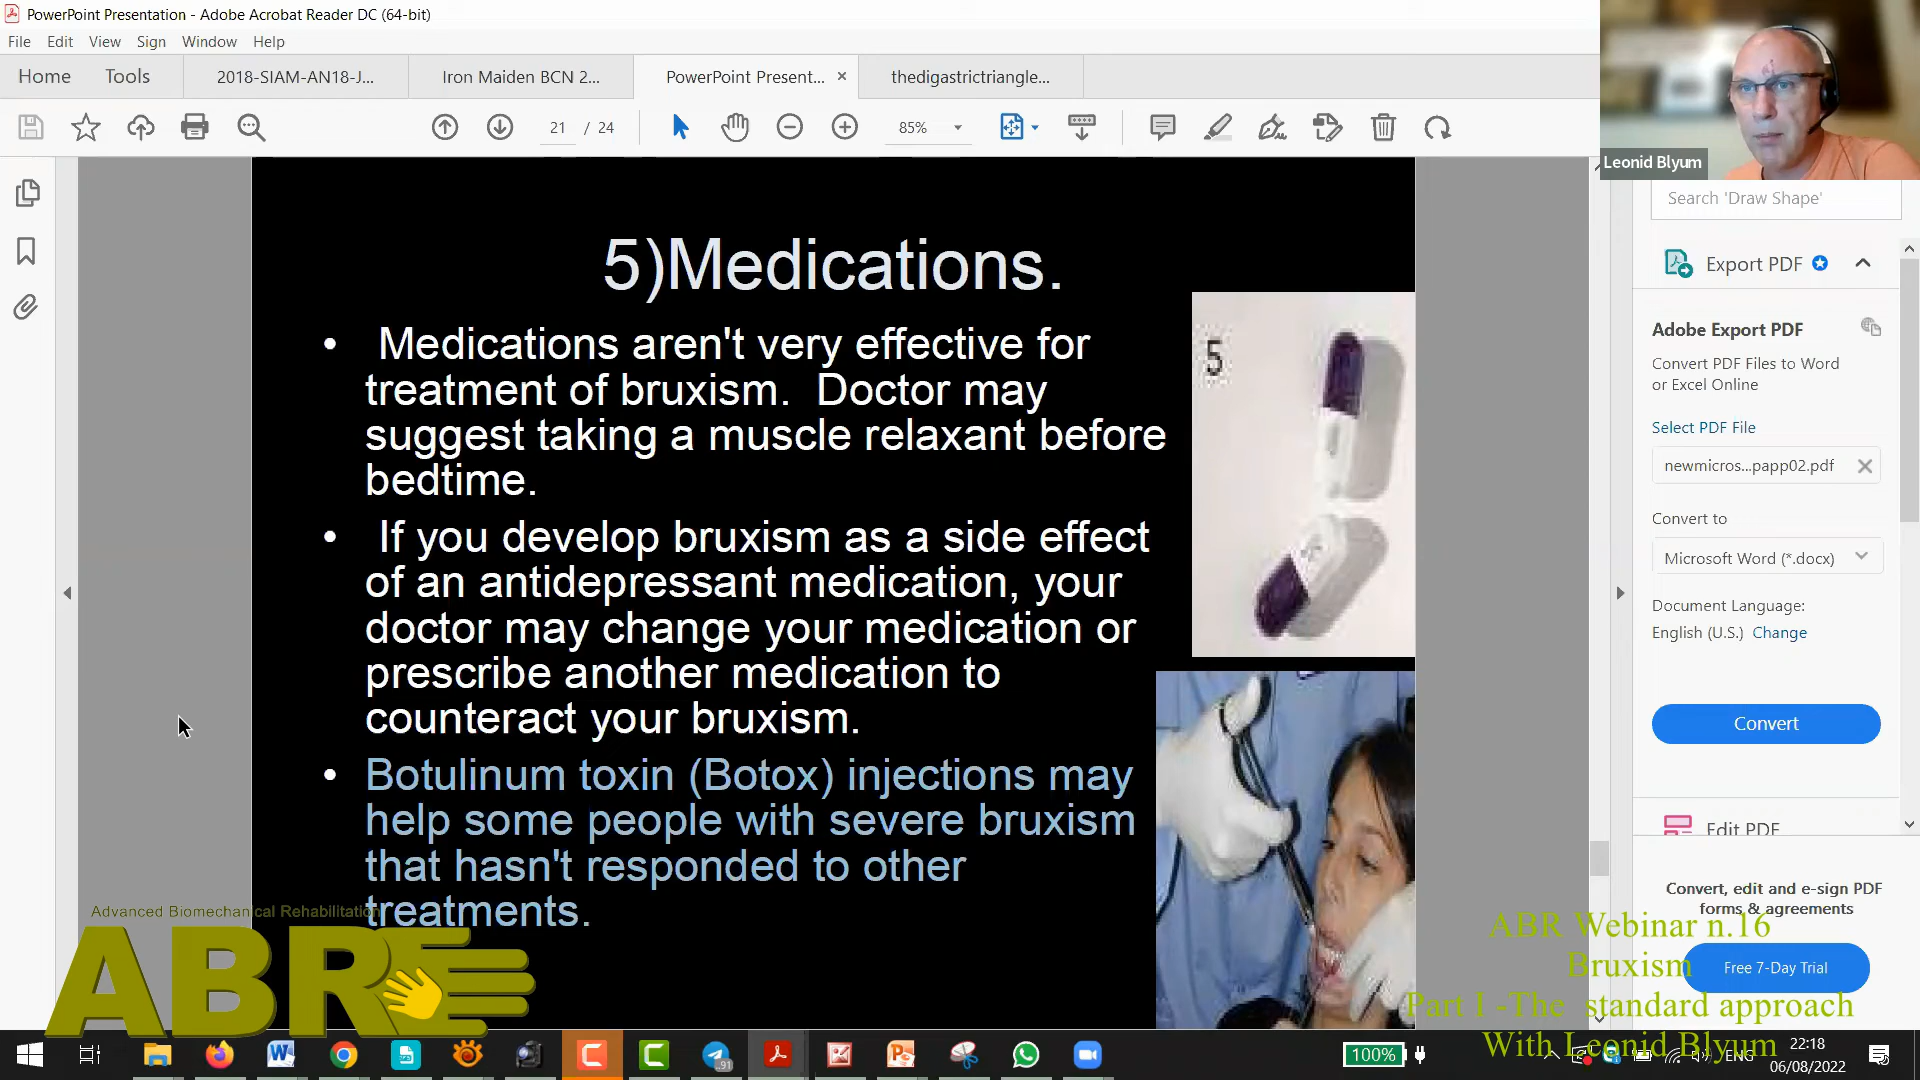 PowerPoint Presentation - Adobe Acrobat Reader DC (64-bit)
File Edit View Sign Window Help
Home Tools 2018-SIAM-AN18-J... Iron Maiden BCN 2... PowerPoint Present... × thedigastrictriangle...
21 / 24 85%
Leonid Blyum
Search 'Draw Shape'
5)Medications.
• Medications aren't very effective for
treatment of bruxism. Doctor may
suggest taking a muscle relaxant before
bedtime.
• If you develop bruxism as a side effect
of an antidepressant medication, your
doctor may change your medication or
prescribe another medication to
counteract your bruxism.
• Botulinum toxin (Botox) injections may
help some people with severe bruxism
that hasn't responded to other
treatments.
5
Export PDF
Adobe Export PDF
Convert PDF Files to Word
or Excel Online
Select PDF File
newmicros...papp02.pdf
Convert to
Microsoft Word (*.docx)
Document Language:
English (U.S.) Change
Convert
Edit PDF
Convert, edit and e-sign PDF
forms & agreements
Free 7-Day Trial
Advanced Biomechanical Rehabilitation
ABR
ABR Webinar n.16
Bruxism
Part I -The standard approach
With Leonid Blyum
100%
ENG
22:18
06/08/2022